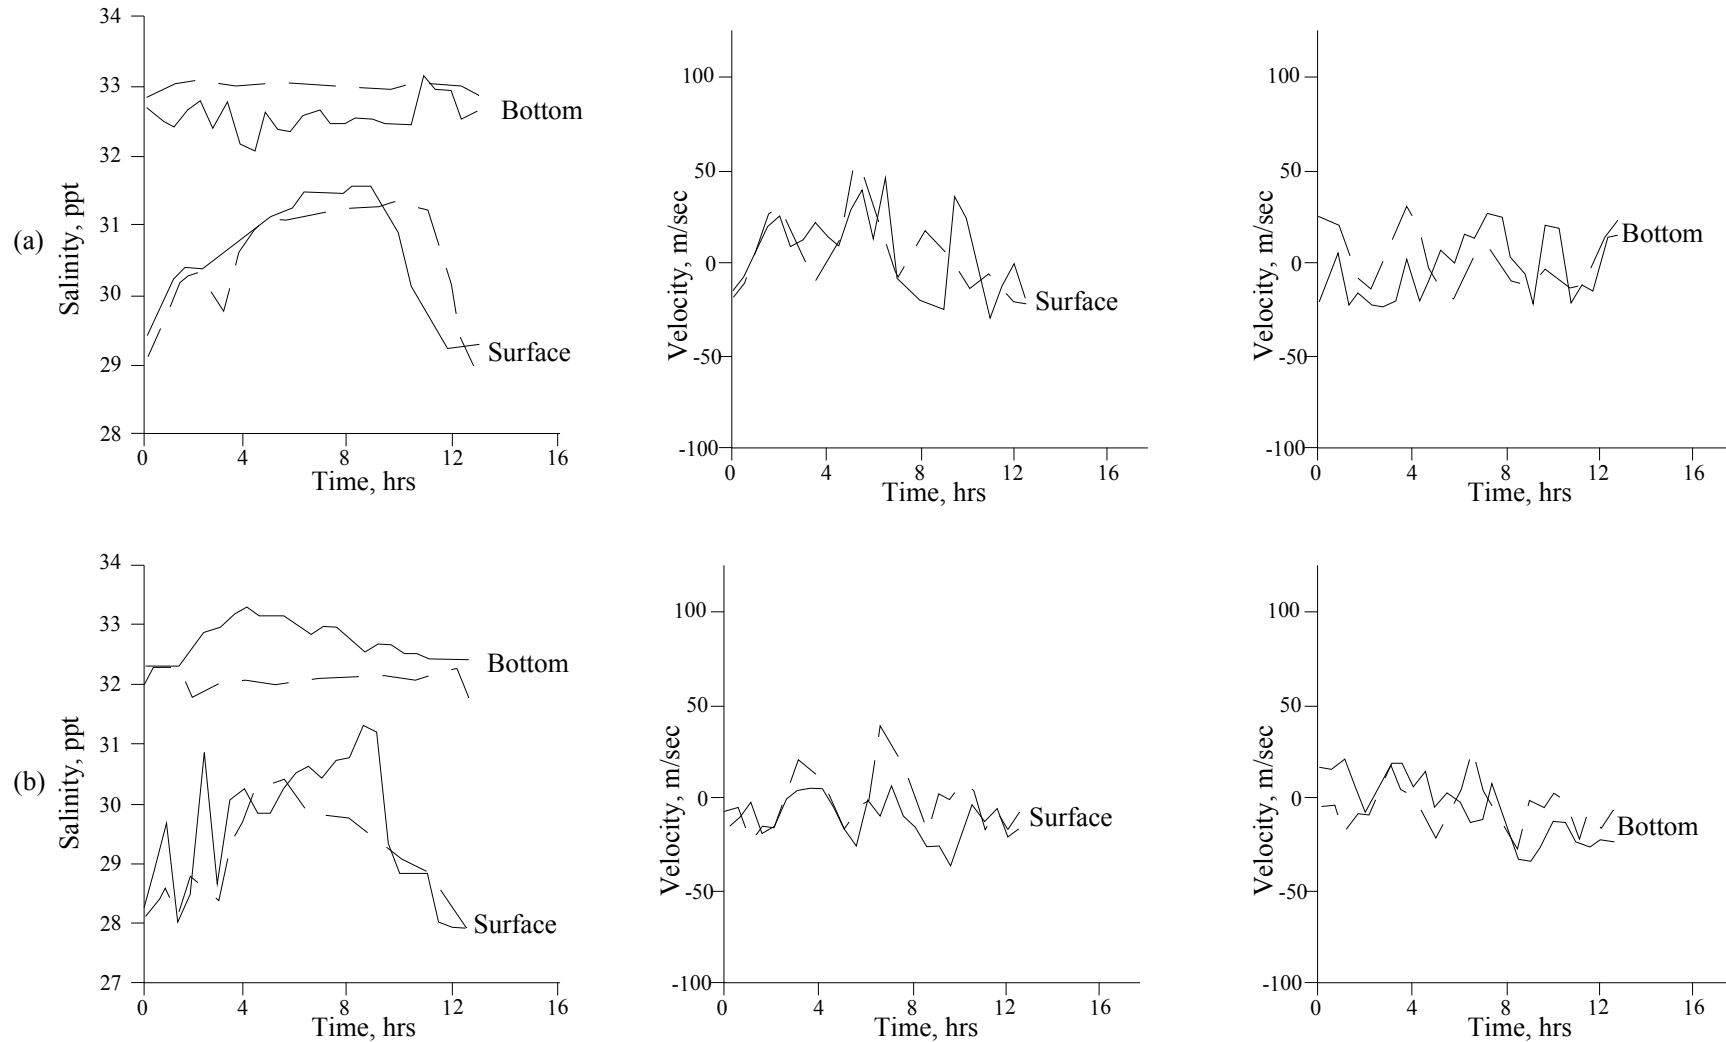 (a)
34
33
32
31
30
29
28
Salinity, ppt
Bottom
Surface
0 4 8 12 16
Time, hrs
100
50
0
-50
-100
Velocity, m/sec
Surface
0 4 8 12 16
Time, hrs
100
50
0
-50
-100
Velocity, m/sec
Bottom
0 4 8 12 16
Time, hrs
(b)
34
33
32
31
30
29
28
27
Salinity, ppt
Bottom
Surface
0 4 8 12 16
Time, hrs
100
50
0
-50
-100
Velocity, m/sec
Surface
0 4 8 12 16
Time, hrs
100
50
0
-50
-100
Velocity, m/sec
Bottom
0 4 8 12 16
Time, hrs